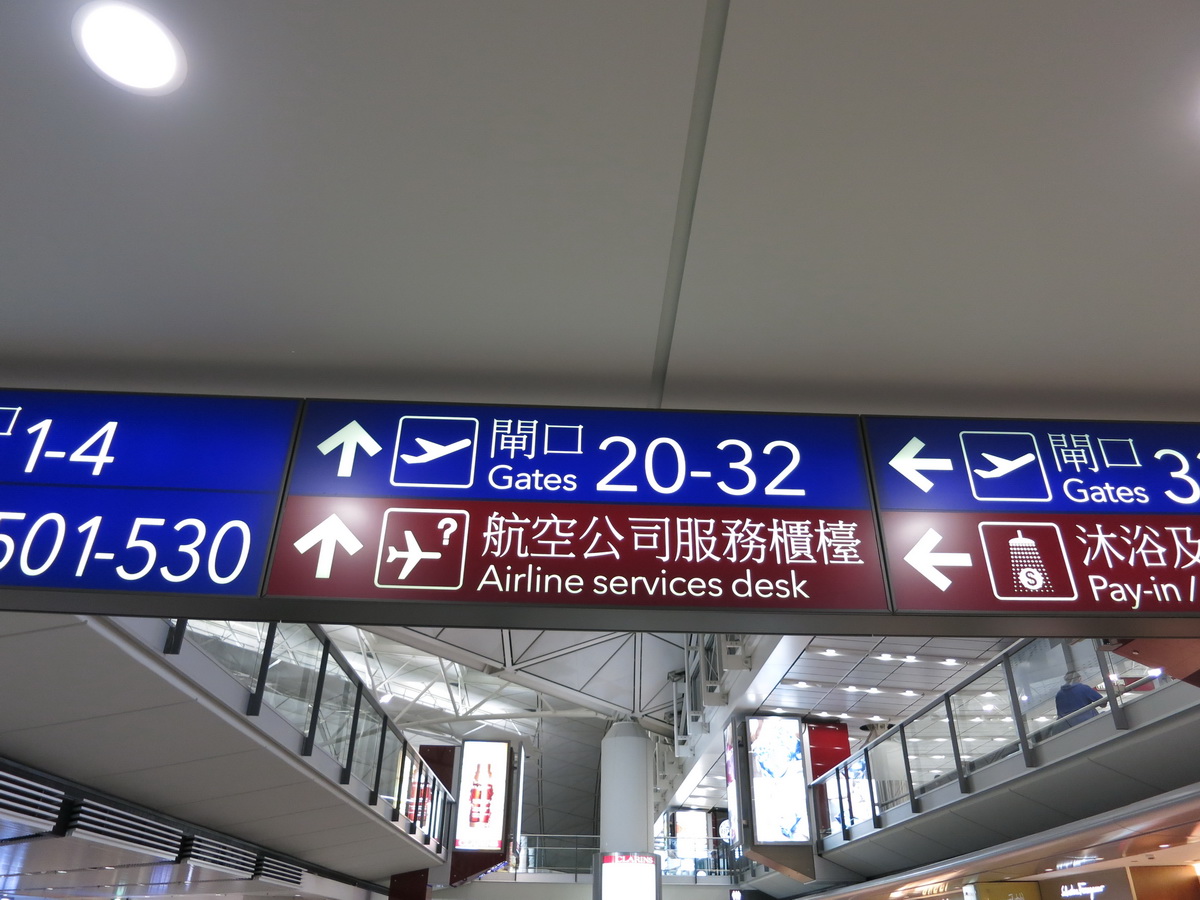 1-4
501-530
閘口
Gates
20-32
航空公司服務櫃檯
Airline services desk
閘口
Gates
沐浴及
Pay-in
CLARINS